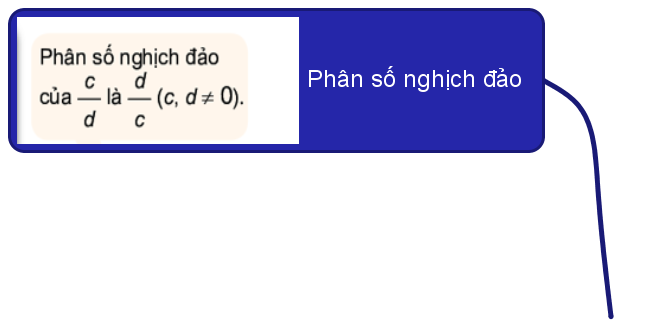 Phân số nghịch đảo
của c/d là d/c (c, d ≠ 0).
Phân số nghịch đảo